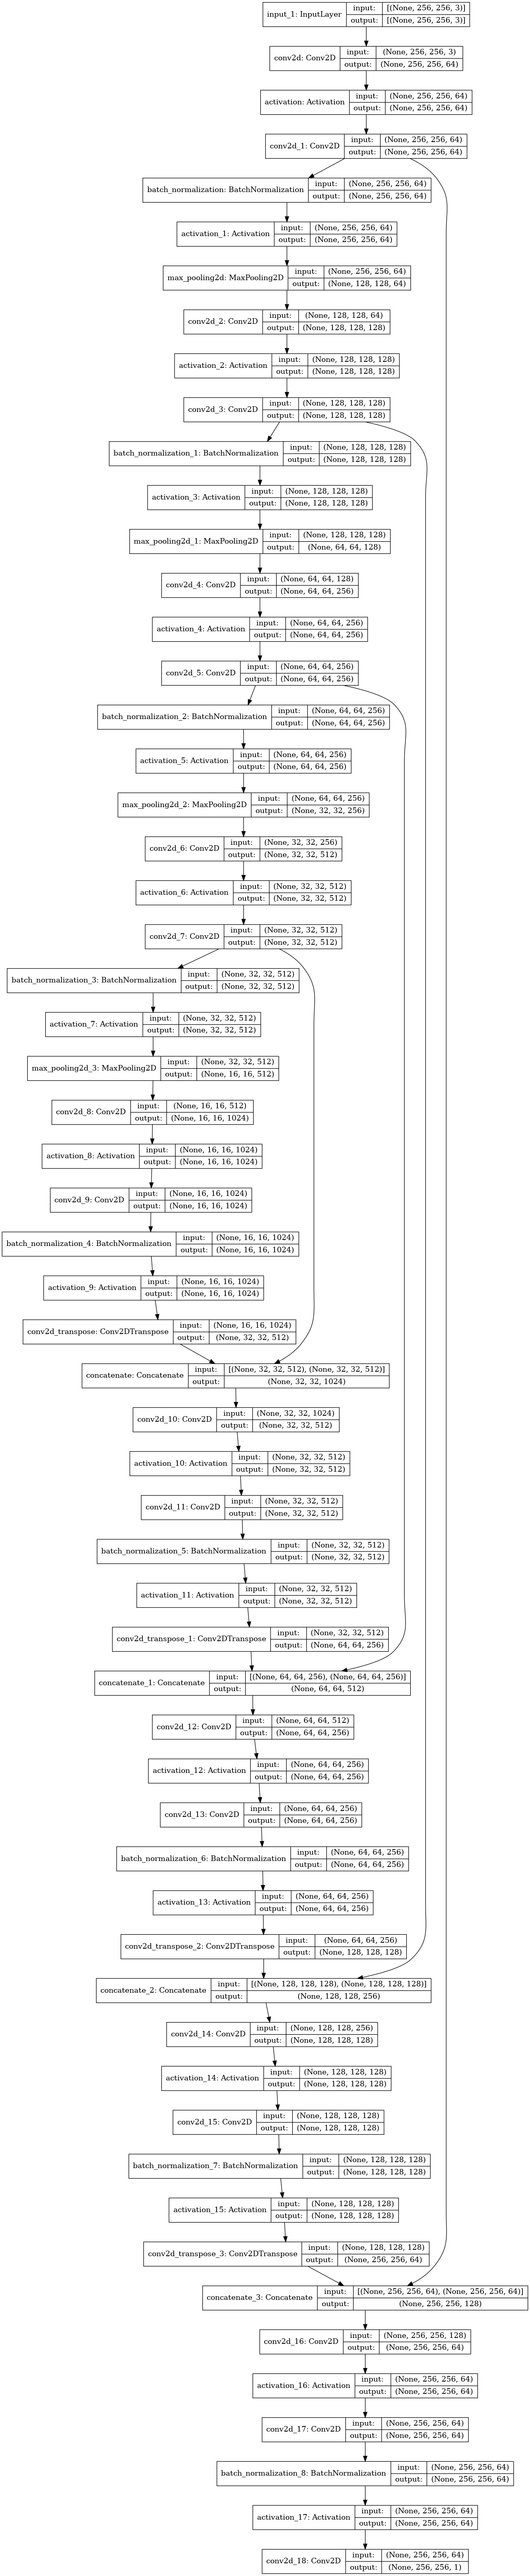 input_1: InputLayer input: [(None, 256, 256, 3)]
output: [(None, 256, 256, 3)]
conv2d: Conv2D input: (None, 256, 256, 3)
output: (None, 256, 256, 64)
activation: Activation input: (None, 256, 256, 64)
output: (None, 256, 256, 64)
conv2d_1: Conv2D input: (None, 256, 256, 64)
output: (None, 256, 256, 64)
batch_normalization: BatchNormalization input: (None, 256, 256, 64)
output: (None, 256, 256, 64)
activation_1: Activation input: (None, 256, 256, 64)
output: (None, 256, 256, 64)
max_pooling2d: MaxPooling2D input: (None, 256, 256, 64)
output: (None, 128, 128, 64)
conv2d_2: Conv2D input: (None, 128, 128, 64)
output: (None, 128, 128, 128)
activation_2: Activation input: (None, 128, 128, 128)
output: (None, 128, 128, 128)
conv2d_3: Conv2D input: (None, 128, 128, 128)
output: (None, 128, 128, 128)
batch_normalization_1: BatchNormalization input: (None, 128, 128, 128)
output: (None, 128, 128, 128)
activation_3: Activation input: (None, 128, 128, 128)
output: (None, 128, 128, 128)
max_pooling2d_1: MaxPooling2D input: (None, 128, 128, 128)
output: (None, 64, 64, 128)
conv2d_4: Conv2D input: (None, 64, 64, 128)
output: (None, 64, 64, 256)
activation_4: Activation input: (None, 64, 64, 256)
output: (None, 64, 64, 256)
conv2d_5: Conv2D input: (None, 64, 64, 256)
output: (None, 64, 64, 256)
batch_normalization_2: BatchNormalization input: (None, 64, 64, 256)
output: (None, 64, 64, 256)
activation_5: Activation input: (None, 64, 64, 256)
output: (None, 64, 64, 256)
max_pooling2d_2: MaxPooling2D input: (None, 64, 64, 256)
output: (None, 32, 32, 256)
conv2d_6: Conv2D input: (None, 32, 32, 256)
output: (None, 32, 32, 512)
activation_6: Activation input: (None, 32, 32, 512)
output: (None, 32, 32, 512)
conv2d_7: Conv2D input: (None, 32, 32, 512)
output: (None, 32, 32, 512)
batch_normalization_3: BatchNormalization input: (None, 32, 32, 512)
output: (None, 32, 32, 512)
activation_7: Activation input: (None, 32, 32, 512)
output: (None, 32, 32, 512)
max_pooling2d_3: MaxPooling2D input: (None, 32, 32, 512)
output: (None, 16, 16, 512)
conv2d_8: Conv2D input: (None, 16, 16, 512)
output: (None, 16, 16, 1024)
activation_8: Activation input: (None, 16, 16, 1024)
output: (None, 16, 16, 1024)
conv2d_9: Conv2D input: (None, 16, 16, 1024)
output: (None, 16, 16, 1024)
batch_normalization_4: BatchNormalization input: (None, 16, 16, 1024)
output: (None, 16, 16, 1024)
activation_9: Activation input: (None, 16, 16, 1024)
output: (None, 16, 16, 1024)
conv2d_transpose: Conv2DTranspose input: (None, 16, 16, 1024)
output: (None, 32, 32, 512)
concatenate: Concatenate input: [(None, 32, 32, 512), (None, 32, 32, 512)]
output: (None, 32, 32, 1024)
conv2d_10: Conv2D input: (None, 32, 32, 1024)
output: (None, 32, 32, 512)
activation_10: Activation input: (None, 32, 32, 512)
output: (None, 32, 32, 512)
conv2d_11: Conv2D input: (None, 32, 32, 512)
output: (None, 32, 32, 512)
batch_normalization_5: BatchNormalization input: (None, 32, 32, 512)
output: (None, 32, 32, 512)
activation_11: Activation input: (None, 32, 32, 512)
output: (None, 32, 32, 512)
conv2d_transpose_1: Conv2DTranspose input: (None, 32, 32, 512)
output: (None, 64, 64, 256)
concatenate_1: Concatenate input: [(None, 64, 64, 256), (None, 64, 64, 256)]
output: (None, 64, 64, 512)
conv2d_12: Conv2D input: (None, 64, 64, 512)
output: (None, 64, 64, 256)
activation_12: Activation input: (None, 64, 64, 256)
output: (None, 64, 64, 256)
conv2d_13: Conv2D input: (None, 64, 64, 256)
output: (None, 64, 64, 256)
batch_normalization_6: BatchNormalization input: (None, 64, 64, 256)
output: (None, 64, 64, 256)
activation_13: Activation input: (None, 64, 64, 256)
output: (None, 64, 64, 256)
conv2d_transpose_2: Conv2DTranspose input: (None, 64, 64, 256)
output: (None, 128, 128, 128)
concatenate_2: Concatenate input: [(None, 128, 128, 128), (None, 128, 128, 128)]
output: (None, 128, 128, 256)
conv2d_14: Conv2D input: (None, 128, 128, 256)
output: (None, 128, 128, 128)
activation_14: Activation input: (None, 128, 128, 128)
output: (None, 128, 128, 128)
conv2d_15: Conv2D input: (None, 128, 128, 128)
output: (None, 128, 128, 128)
batch_normalization_7: BatchNormalization input: (None, 128, 128, 128)
output: (None, 128, 128, 128)
activation_15: Activation input: (None, 128, 128, 128)
output: (None, 128, 128, 128)
conv2d_transpose_3: Conv2DTranspose input: (None, 128, 128, 128)
output: (None, 256, 256, 64)
concatenate_3: Concatenate input: [(None, 256, 256, 64), (None, 256, 256, 64)]
output: (None, 256, 256, 128)
conv2d_16: Conv2D input: (None, 256, 256, 128)
output: (None, 256, 256, 64)
activation_16: Activation input: (None, 256, 256, 64)
output: (None, 256, 256, 64)
conv2d_17: Conv2D input: (None, 256, 256, 64)
output: (None, 256, 256, 64)
batch_normalization_8: BatchNormalization input: (None, 256, 256, 64)
output: (None, 256, 256, 64)
activation_17: Activation input: (None, 256, 256, 64)
output: (None, 256, 256, 64)
conv2d_18: Conv2D input: (None, 256, 256, 64)
output: (None, 256, 256, 1)